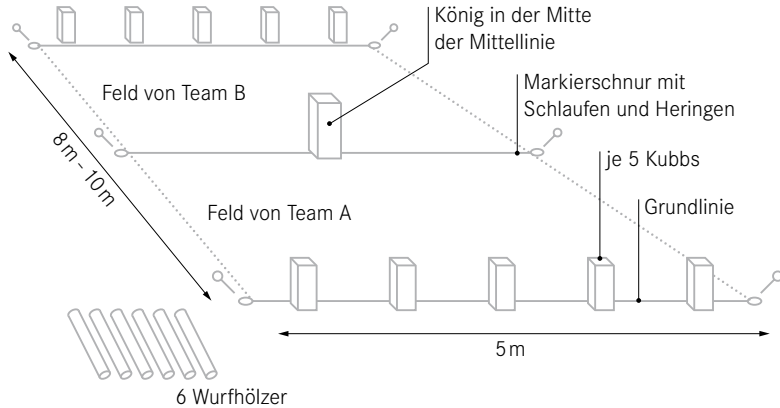 König in der Mitte
der Mittellinie
Feld von Team B
Markierschnur mit
Schlaufen und Heringen
8 m - 10 m
je 5 Kubbs
Feld von Team A
Grundlinie
5 m
6 Wurfhölzer